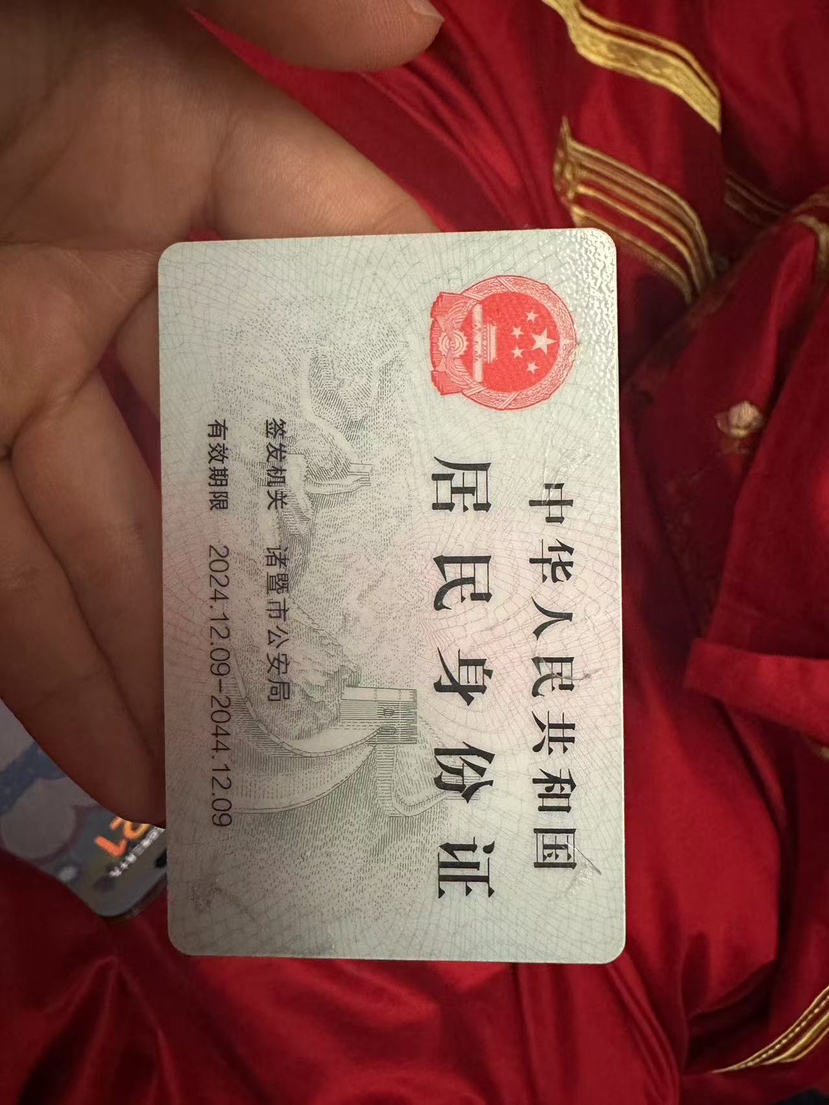 中华人民共和国
居民身份证
签发机关 诸暨市公安局
有效期限 2024.12.09-2044.12.09
21